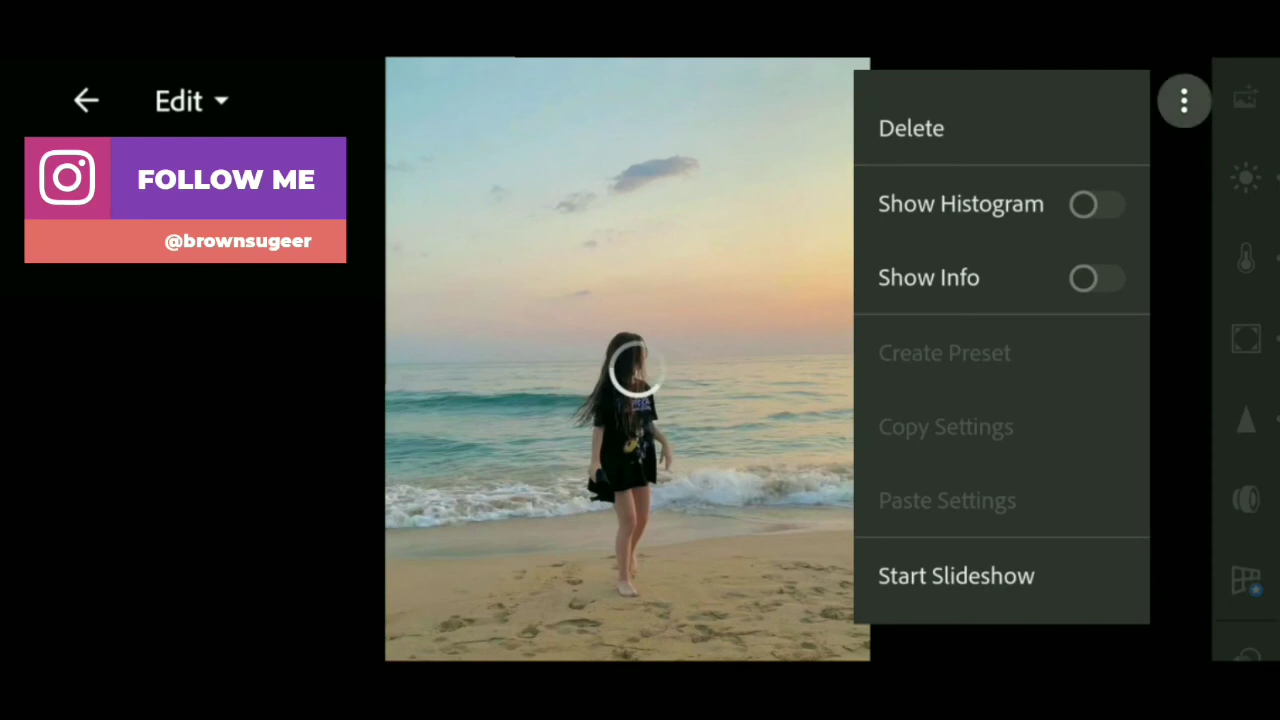 Edit
FOLLOW ME
@brownsugeer
Delete
Show Histogram
Show Info
Create Preset
Copy Settings
Paste Settings
Start Slideshow